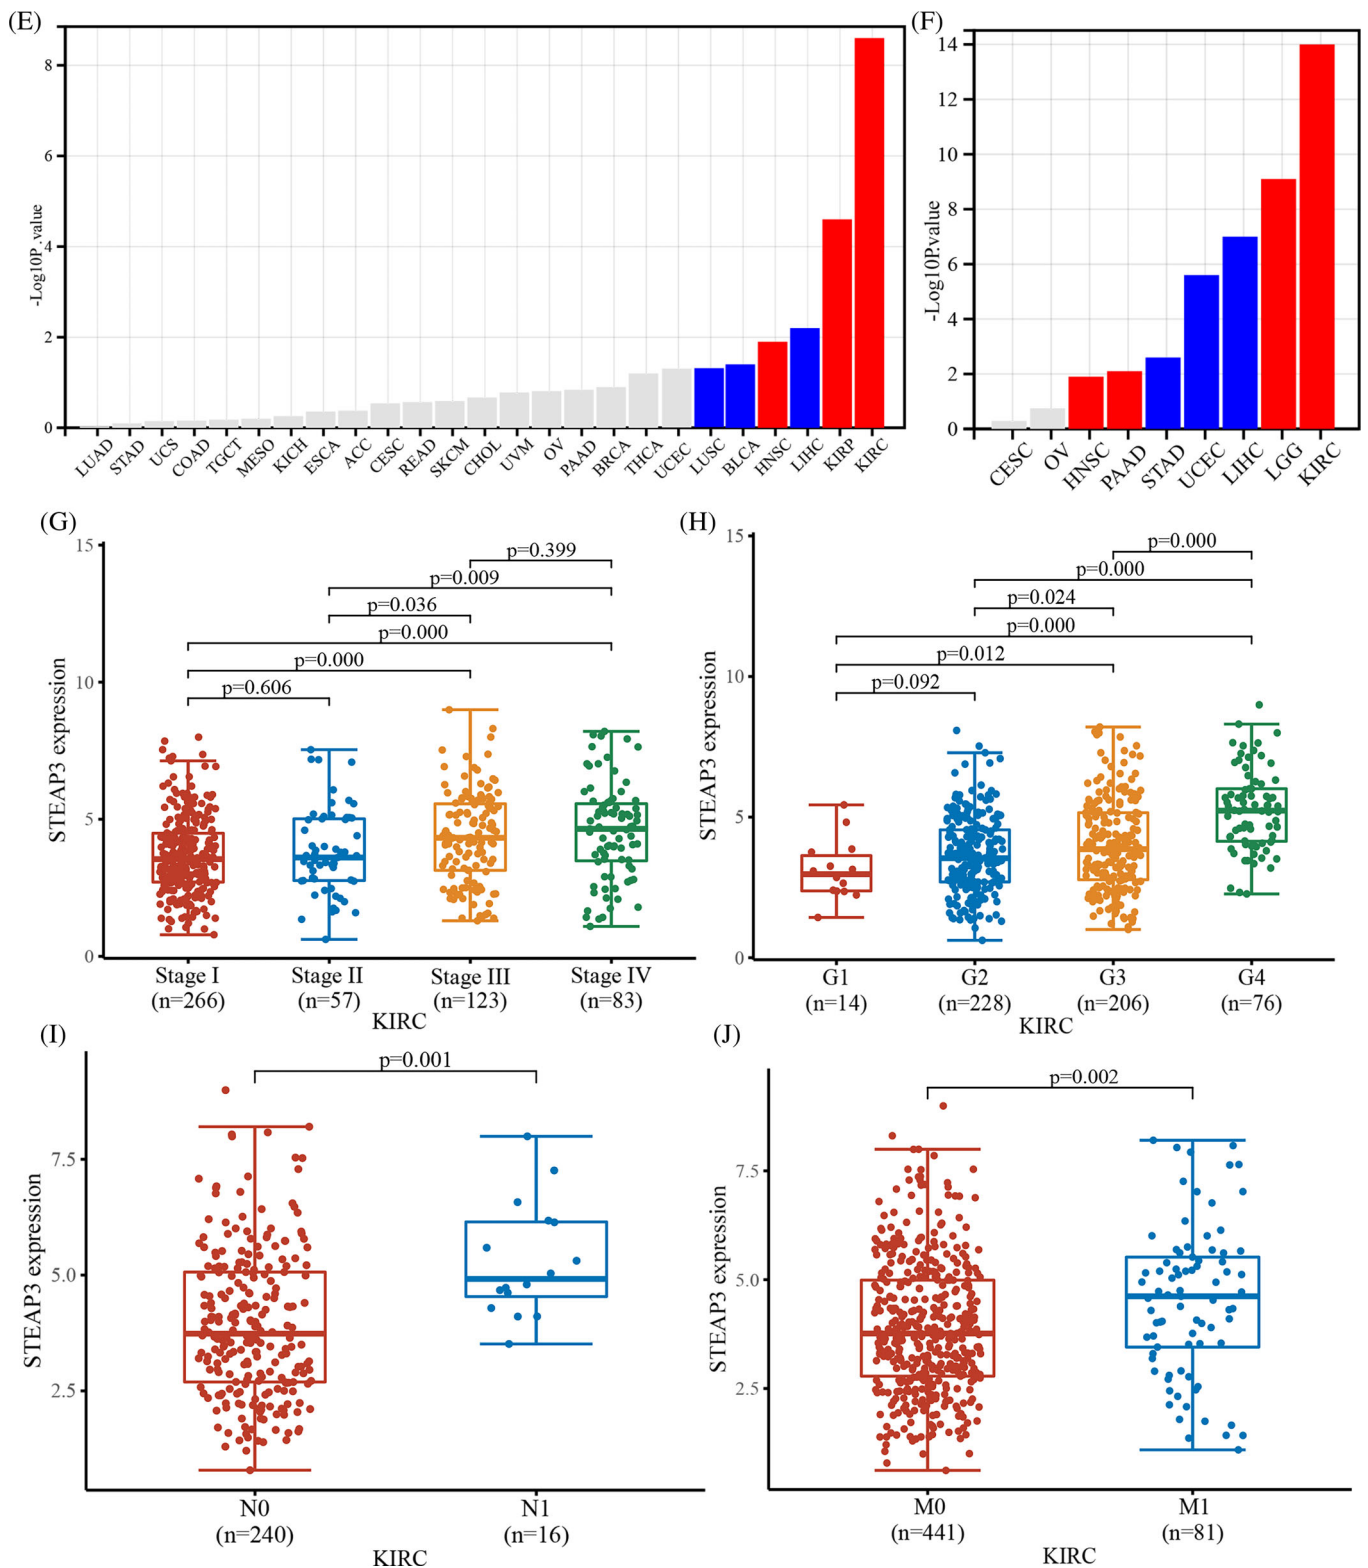 (E)
-Log10P.value
8
6
4
2
0
LUAD STAD UCS COAD TGCT MESO KICH ESCA ACC CESC READ SKCM CHOL UVM OV PAAD BRCA THCA UCEC LUSC BLCA HNSC LIHC KIRP KIRC
(F)
-Log10P.value
14
12
10
8
6
4
2
0
CESC OV HNSC PAAD STAD UCEC LIHC LGG KIRC
(G)
STEAP3 expression
15
10
5
0
p=0.399
p=0.009
p=0.036
p=0.000
p=0.000
p=0.606
Stage I Stage II Stage III Stage IV
(n=266) (n=57) (n=123) (n=83)
KIRC
(H)
STEAP3 expression
15
10
5
0
p=0.000
p=0.000
p=0.024
p=0.000
p=0.012
p=0.092
G1 G2 G3 G4
(n=14) (n=228) (n=206) (n=76)
KIRC
(I)
STEAP3 expression
7.5
5.0
2.5
p=0.001
N0 N1
(n=240) (n=16)
KIRC
(J)
STEAP3 expression
7.5
5.0
2.5
p=0.002
M0 M1
(n=441) (n=81)
KIRC